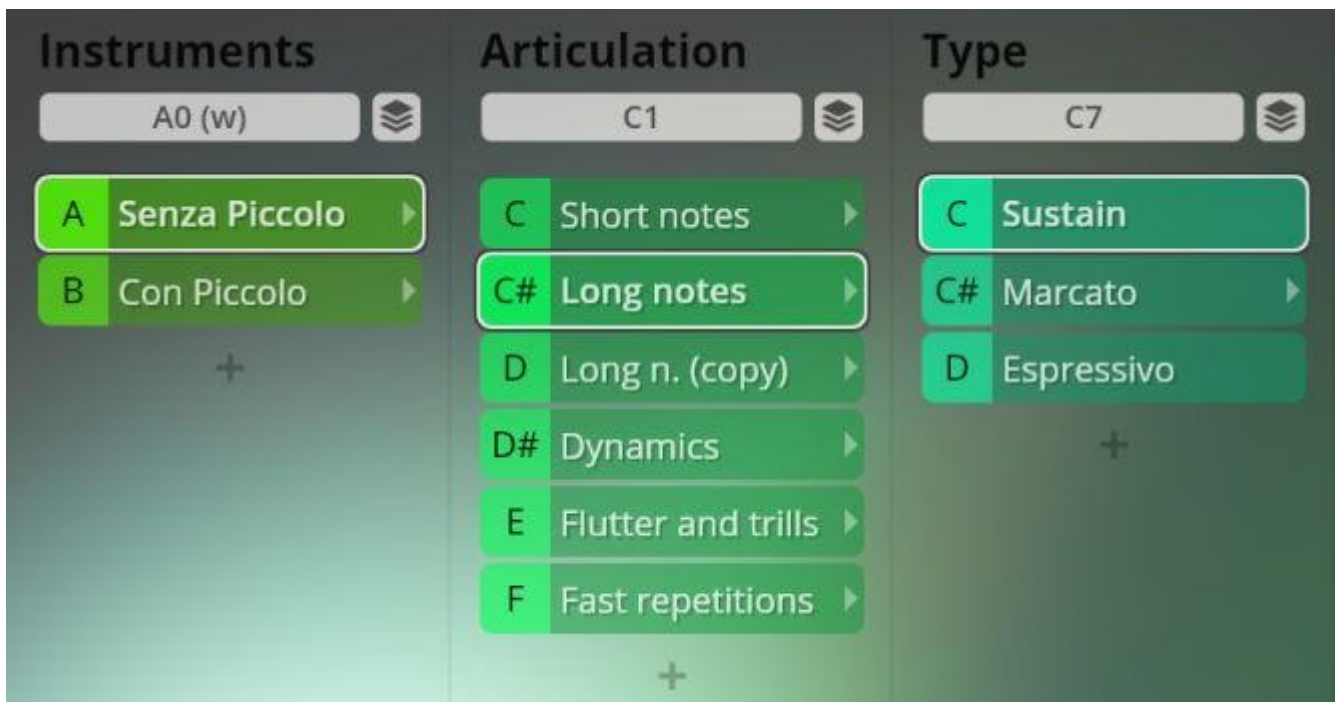 Instruments
A0 (w)
A Senza Piccolo
B Con Piccolo
+
Articulation
C1
C Short notes
C# Long notes
D Long n. (copy)
D# Dynamics
E Flutter and trills
F Fast repetitions
+
Type
C7
C Sustain
C# Marcato
D Espressivo
+